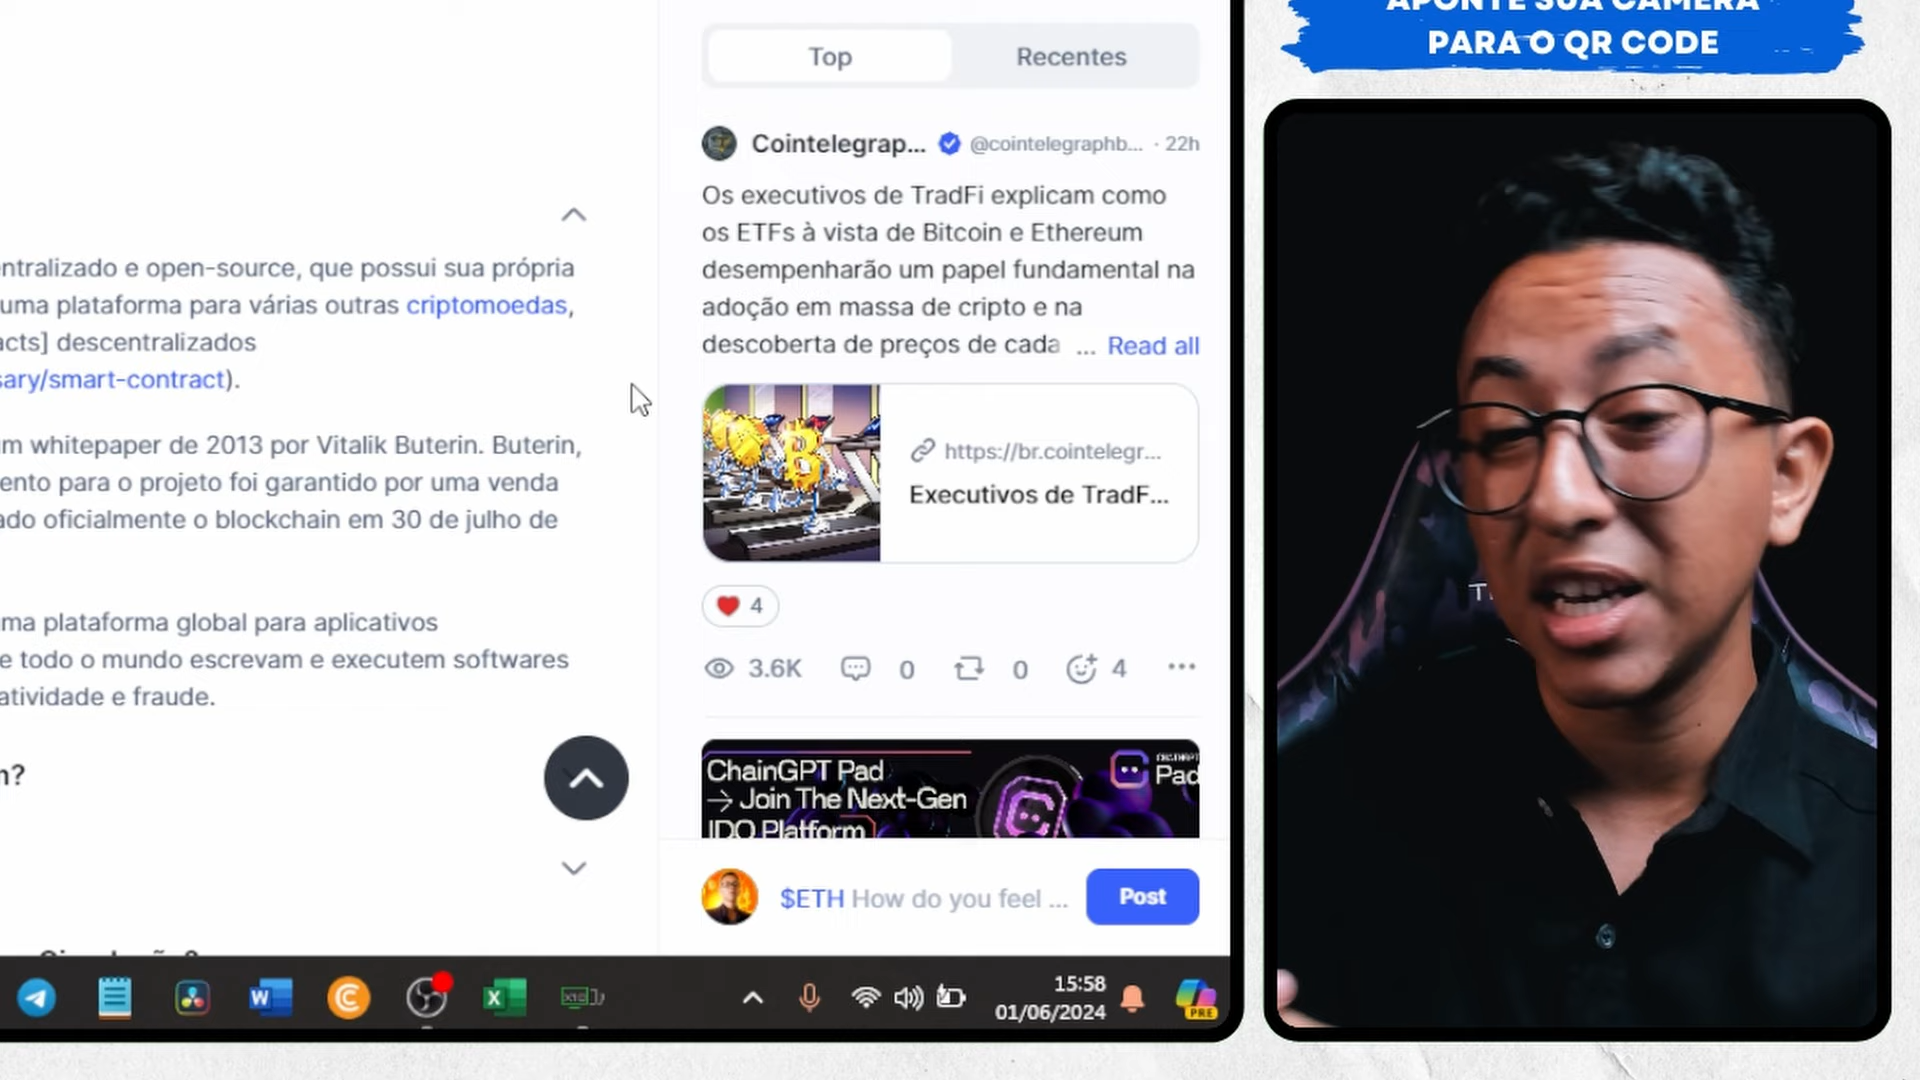 entralizado e open-source, que possui sua própria
uma plataforma para várias outras criptomoedas,
acts] descentralizados
sary/smart-contract).
m whitepaper de 2013 por Vitalik Buterin. Buterin,
ento para o projeto foi garantido por uma venda
ado oficialmente o blockchain em 30 de julho de
ma plataforma global para aplicativos
e todo o mundo escrevam e executem softwares
atividade e fraude.
n?
Top
Recentes
Cointelegrap... @cointelegraphb... · 22h
Os executivos de TradFi explicam como
os ETFs à vista de Bitcoin e Ethereum
desempenharão um papel fundamental na
adoção em massa de cripto e na
descoberta de preços de cada ... Read all
https://br.cointelegr...
Executivos de TradF...
4
3.6K 0 0 4
ChainGPT Pad
→ Join The Next-Gen
IDO Platform
Pad
$ETH How do you feel ... Post
15:58
01/06/2024
PRE
APONTE SUA CÂMERA
PARA O QR CODE